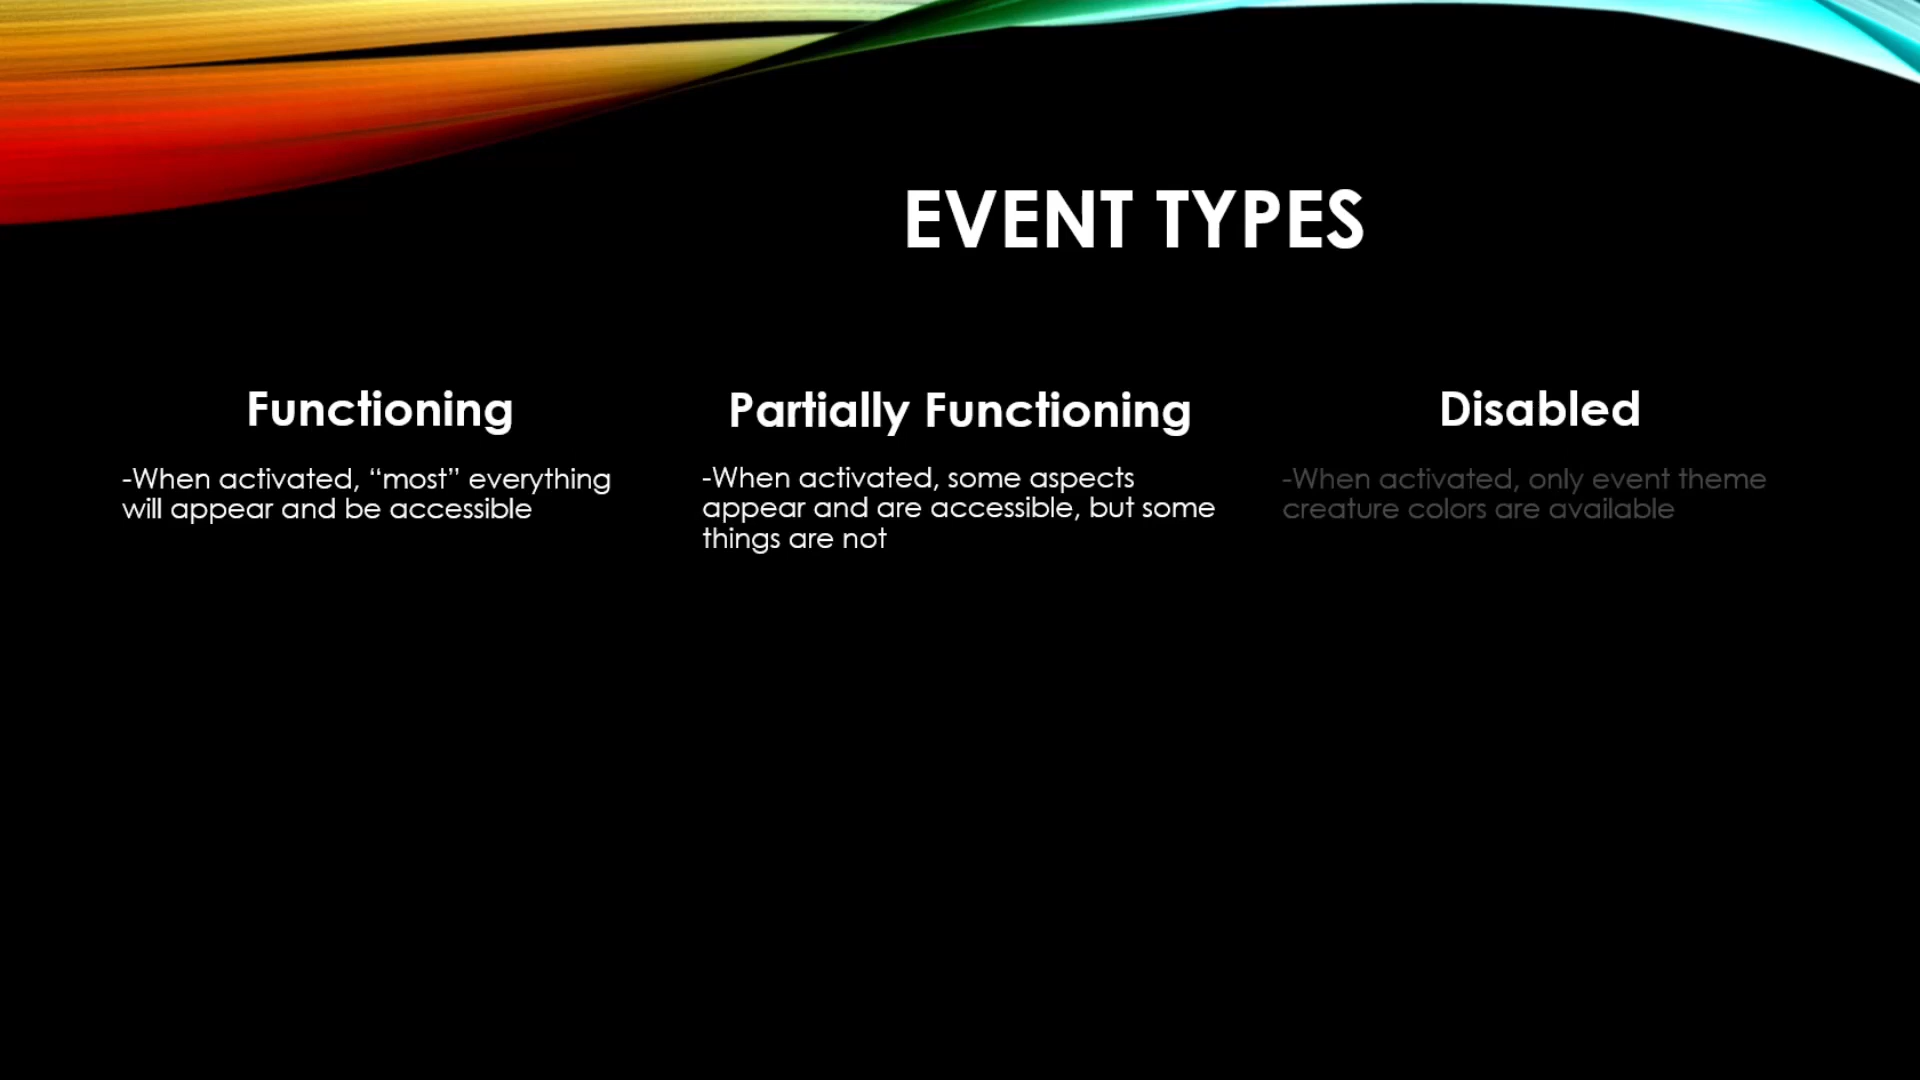 EVENT TYPES
Functioning
-When activated, “most” everything
will appear and be accessible
Partially Functioning
-When activated, some aspects
appear and are accessible, but some
things are not
Disabled
-When activated, only event theme
creature colors are available